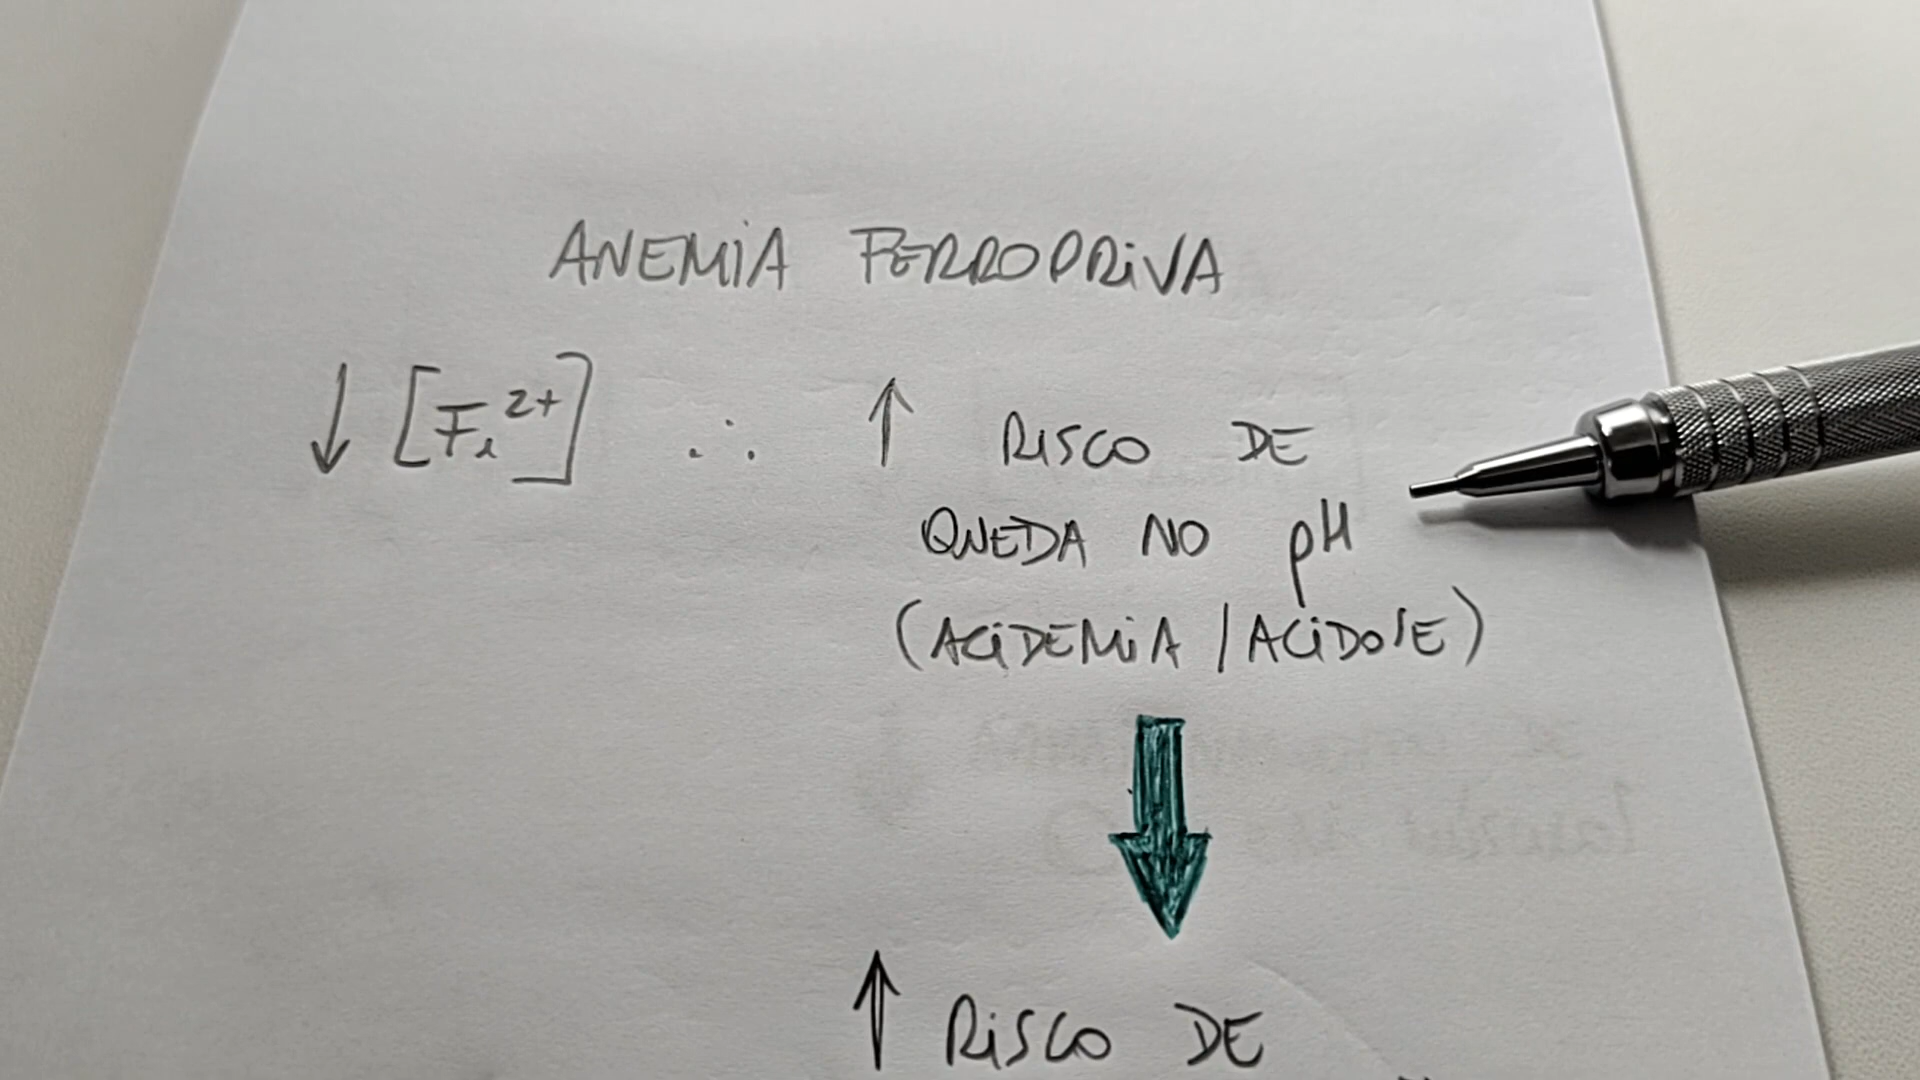 ANEMIA FERROPRIVA
↓ [Fe²⁺] ∴ ↑ RISCO DE
QUEDA NO pH
(ACIDEMIA / ACIDOSE)
↑ RISCO DE